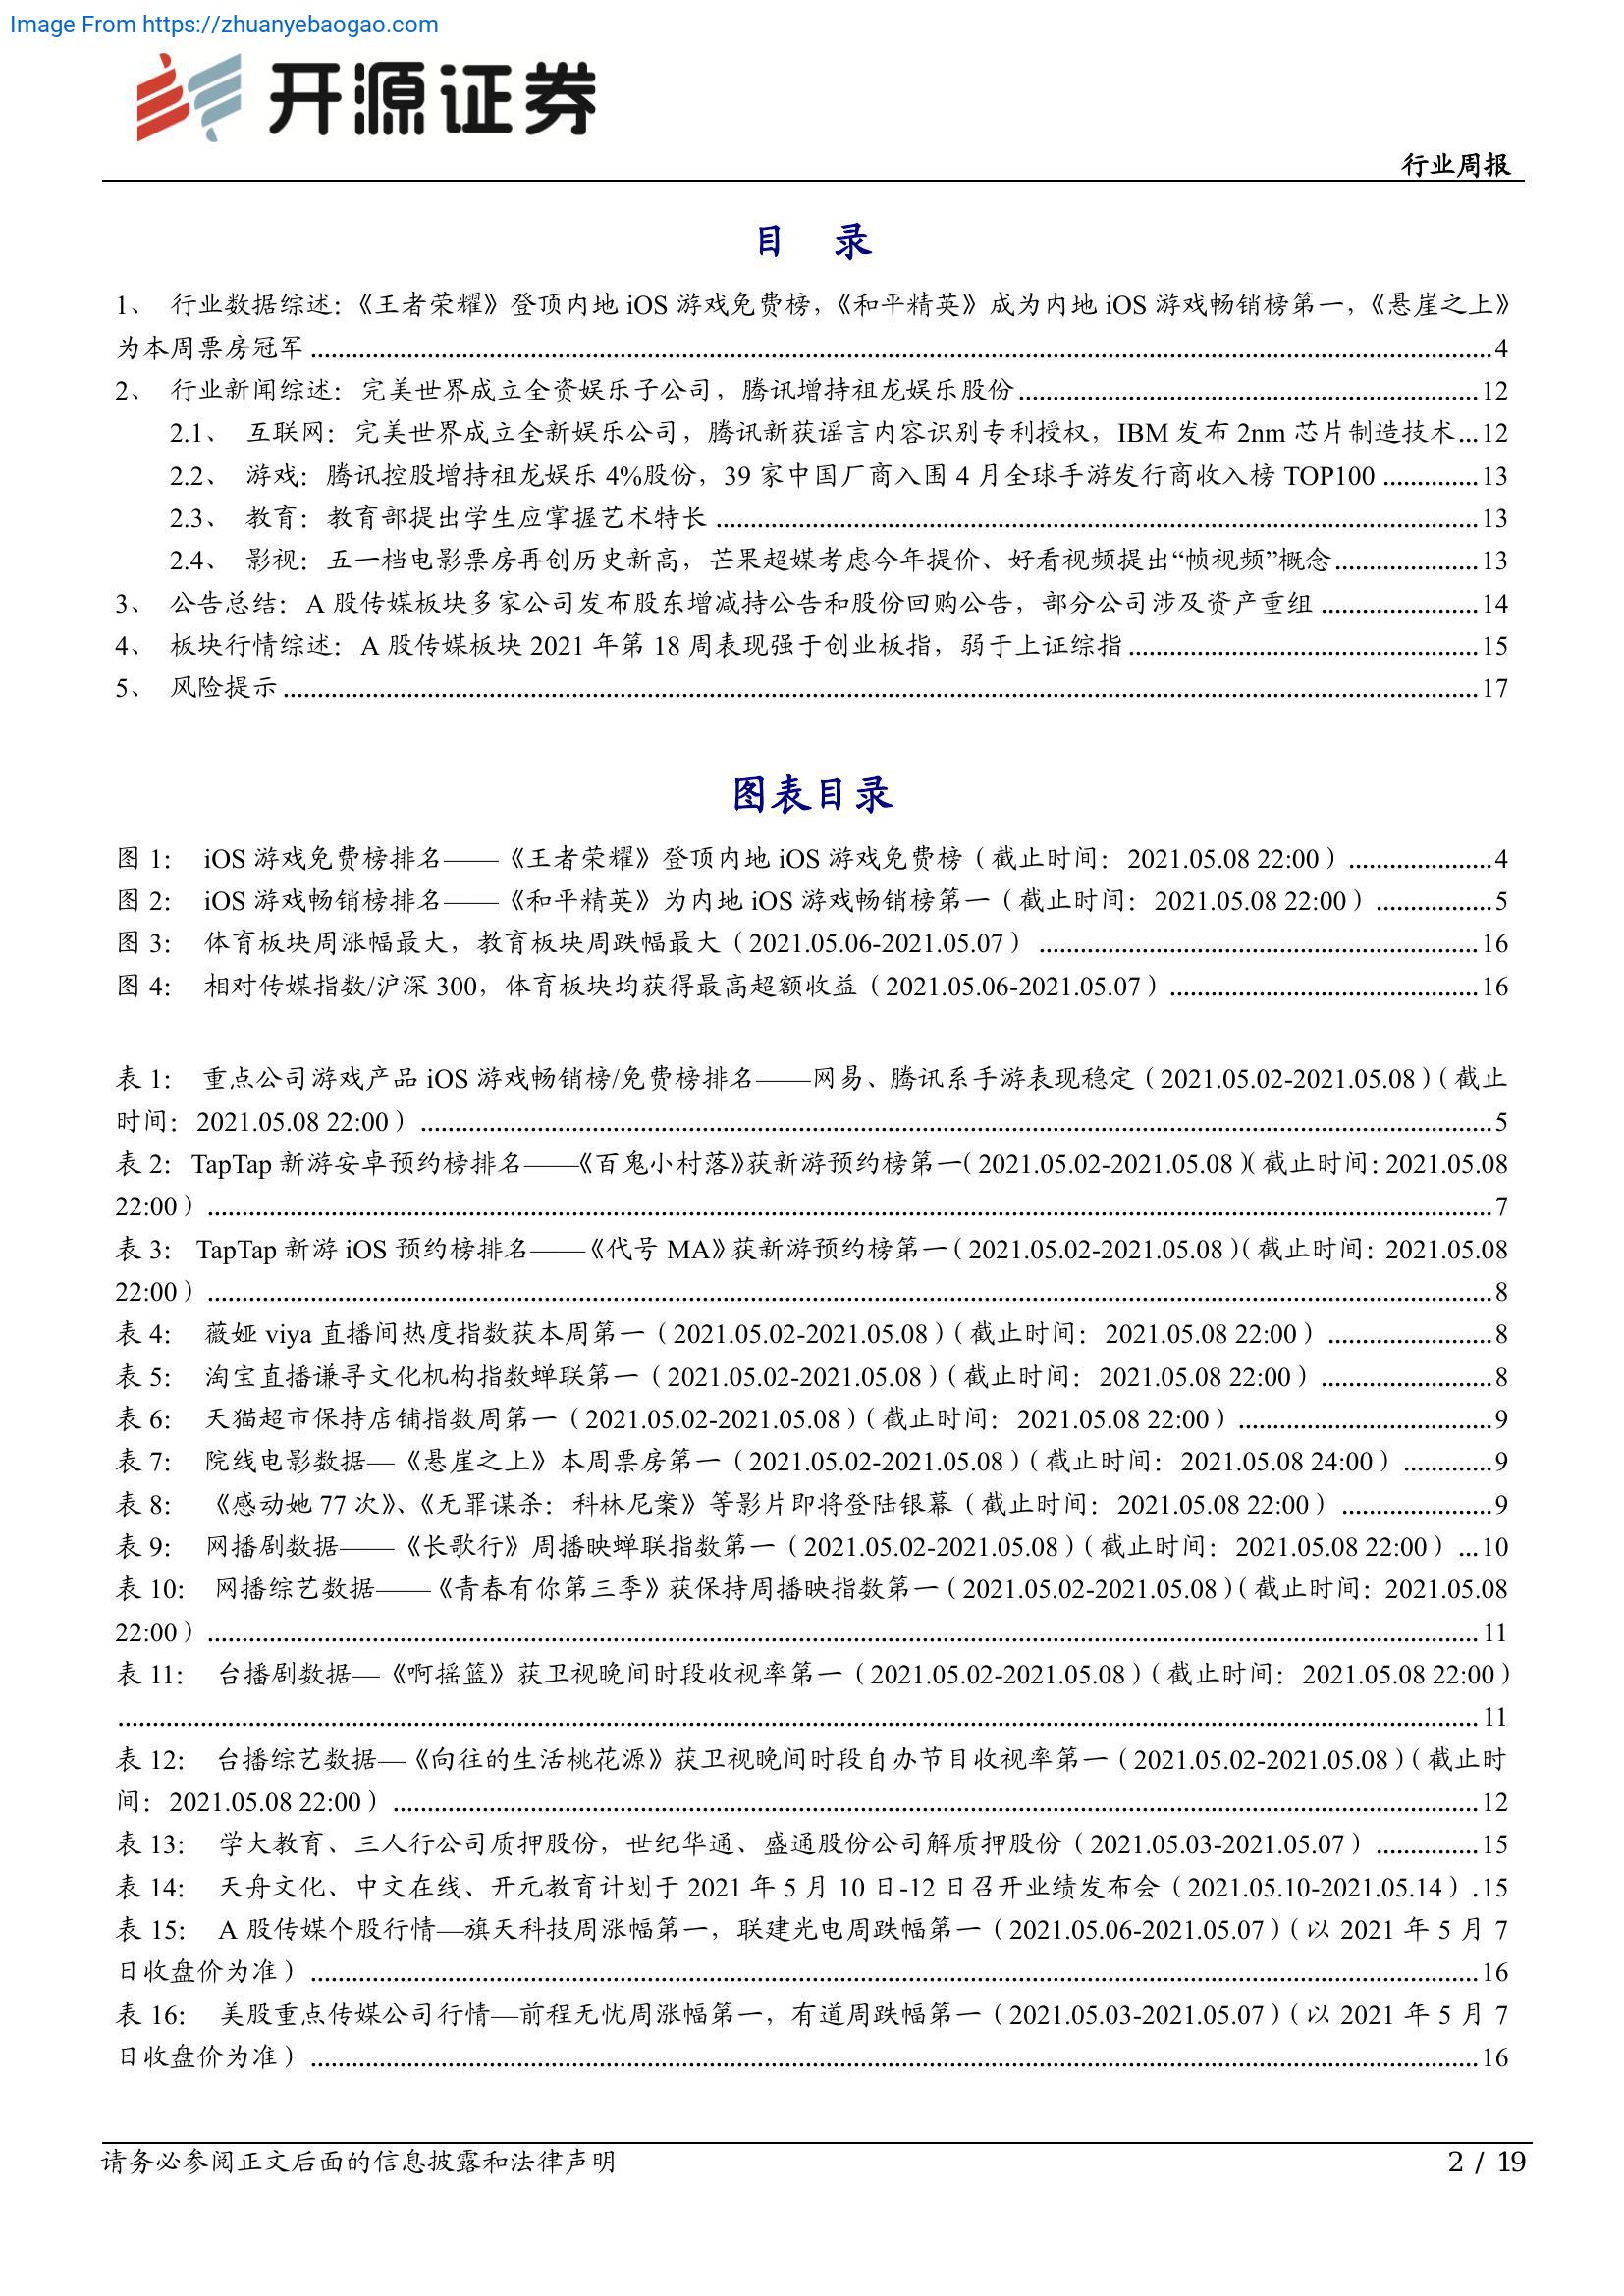 Image From https://zhuanyebaogao.com
开源证券
行业周报
目 录
1、 行业数据综述：《王者荣耀》登顶内地 iOS 游戏免费榜，《和平精英》成为内地 iOS 游戏畅销榜第一，《悬崖之上》
为本周票房冠军 ........ 4
2、 行业新闻综述：完美世界成立全资娱乐子公司，腾讯增持祖龙娱乐股份 ........ 12
2.1、 互联网：完美世界成立全新娱乐公司，腾讯新获谣言内容识别专利授权，IBM 发布 2nm 芯片制造技术...12
2.2、 游戏：腾讯控股增持祖龙娱乐 4%股份，39 家中国厂商入围 4 月全球手游发行商收入榜 TOP100 ........ 13
2.3、 教育：教育部提出学生应掌握艺术特长 ........ 13
2.4、 影视：五一档电影票房再创历史新高，芒果超媒考虑今年提价、好看视频提出“帧视频”概念 ........ 13
3、 公告总结：A 股传媒板块多家公司发布股东增减持公告和股份回购公告，部分公司涉及资产重组 ........ 14
4、 板块行情综述：A 股传媒板块 2021 年第 18 周表现强于创业板指，弱于上证综指 ........ 15
5、 风险提示 ........ 17
图表目录
图 1： iOS 游戏免费榜排名——《王者荣耀》登顶内地 iOS 游戏免费榜（截止时间：2021.05.08 22:00） ........ 4
图 2： iOS 游戏畅销榜排名——《和平精英》为内地 iOS 游戏畅销榜第一（截止时间：2021.05.08 22:00） ........ 5
图 3： 体育板块周涨幅最大，教育板块周跌幅最大（2021.05.06-2021.05.07） ........ 16
图 4： 相对传媒指数/沪深 300，体育板块均获得最高超额收益（2021.05.06-2021.05.07） ........ 16
表 1： 重点公司游戏产品 iOS 游戏畅销榜/免费榜排名——网易、腾讯系手游表现稳定（2021.05.02-2021.05.08）（截止
时间：2021.05.08 22:00） ........ 5
表 2： TapTap 新游安卓预约榜排名——《百鬼小村落》获新游预约榜第一（2021.05.02-2021.05.08）（截止时间：2021.05.08
22:00） ........ 7
表 3： TapTap 新游 iOS 预约榜排名——《代号 MA》获新游预约榜第一（2021.05.02-2021.05.08）（截止时间：2021.05.08
22:00） ........ 8
表 4： 薇娅 viya 直播间热度指数获本周第一（2021.05.02-2021.05.08）（截止时间：2021.05.08 22:00） ........ 8
表 5： 淘宝直播谦寻文化机构指数蝉联第一（2021.05.02-2021.05.08）（截止时间：2021.05.08 22:00） ........ 8
表 6： 天猫超市保持店铺指数周第一（2021.05.02-2021.05.08）（截止时间：2021.05.08 22:00） ........ 9
表 7： 院线电影数据—《悬崖之上》本周票房第一（2021.05.02-2021.05.08）（截止时间：2021.05.08 24:00） ........ 9
表 8： 《感动她 77 次》、《无罪谋杀：科林尼案》等影片即将登陆银幕（截止时间：2021.05.08 22:00） ........ 9
表 9： 网播剧数据——《长歌行》周播映蝉联指数第一（2021.05.02-2021.05.08）（截止时间：2021.05.08 22:00） ...10
表 10： 网播综艺数据——《青春有你第三季》获保持周播映指数第一（2021.05.02-2021.05.08）（截止时间：2021.05.08
22:00） ........ 11
表 11： 台播剧数据—《啊摇篮》获卫视晚间时段收视率第一（2021.05.02-2021.05.08）（截止时间：2021.05.08 22:00）
........ 11
表 12： 台播综艺数据—《向往的生活桃花源》获卫视晚间时段自办节目收视率第一（2021.05.02-2021.05.08）（截止时
间：2021.05.08 22:00） ........ 12
表 13： 学大教育、三人行公司质押股份，世纪华通、盛通股份公司解质押股份（2021.05.03-2021.05.07） ........ 15
表 14： 天舟文化、中文在线、开元教育计划于 2021 年 5 月 10 日-12 日召开业绩发布会（2021.05.10-2021.05.14） .15
表 15： A 股传媒个股行情—旗天科技周涨幅第一，联建光电周跌幅第一（2021.05.06-2021.05.07）（以 2021 年 5 月 7
日收盘价为准） ........ 16
表 16： 美股重点传媒公司行情—前程无忧周涨幅第一，有道周跌幅第一（2021.05.03-2021.05.07）（以 2021 年 5 月 7
日收盘价为准） ........ 16
请务必参阅正文后面的信息披露和法律声明
2 / 19